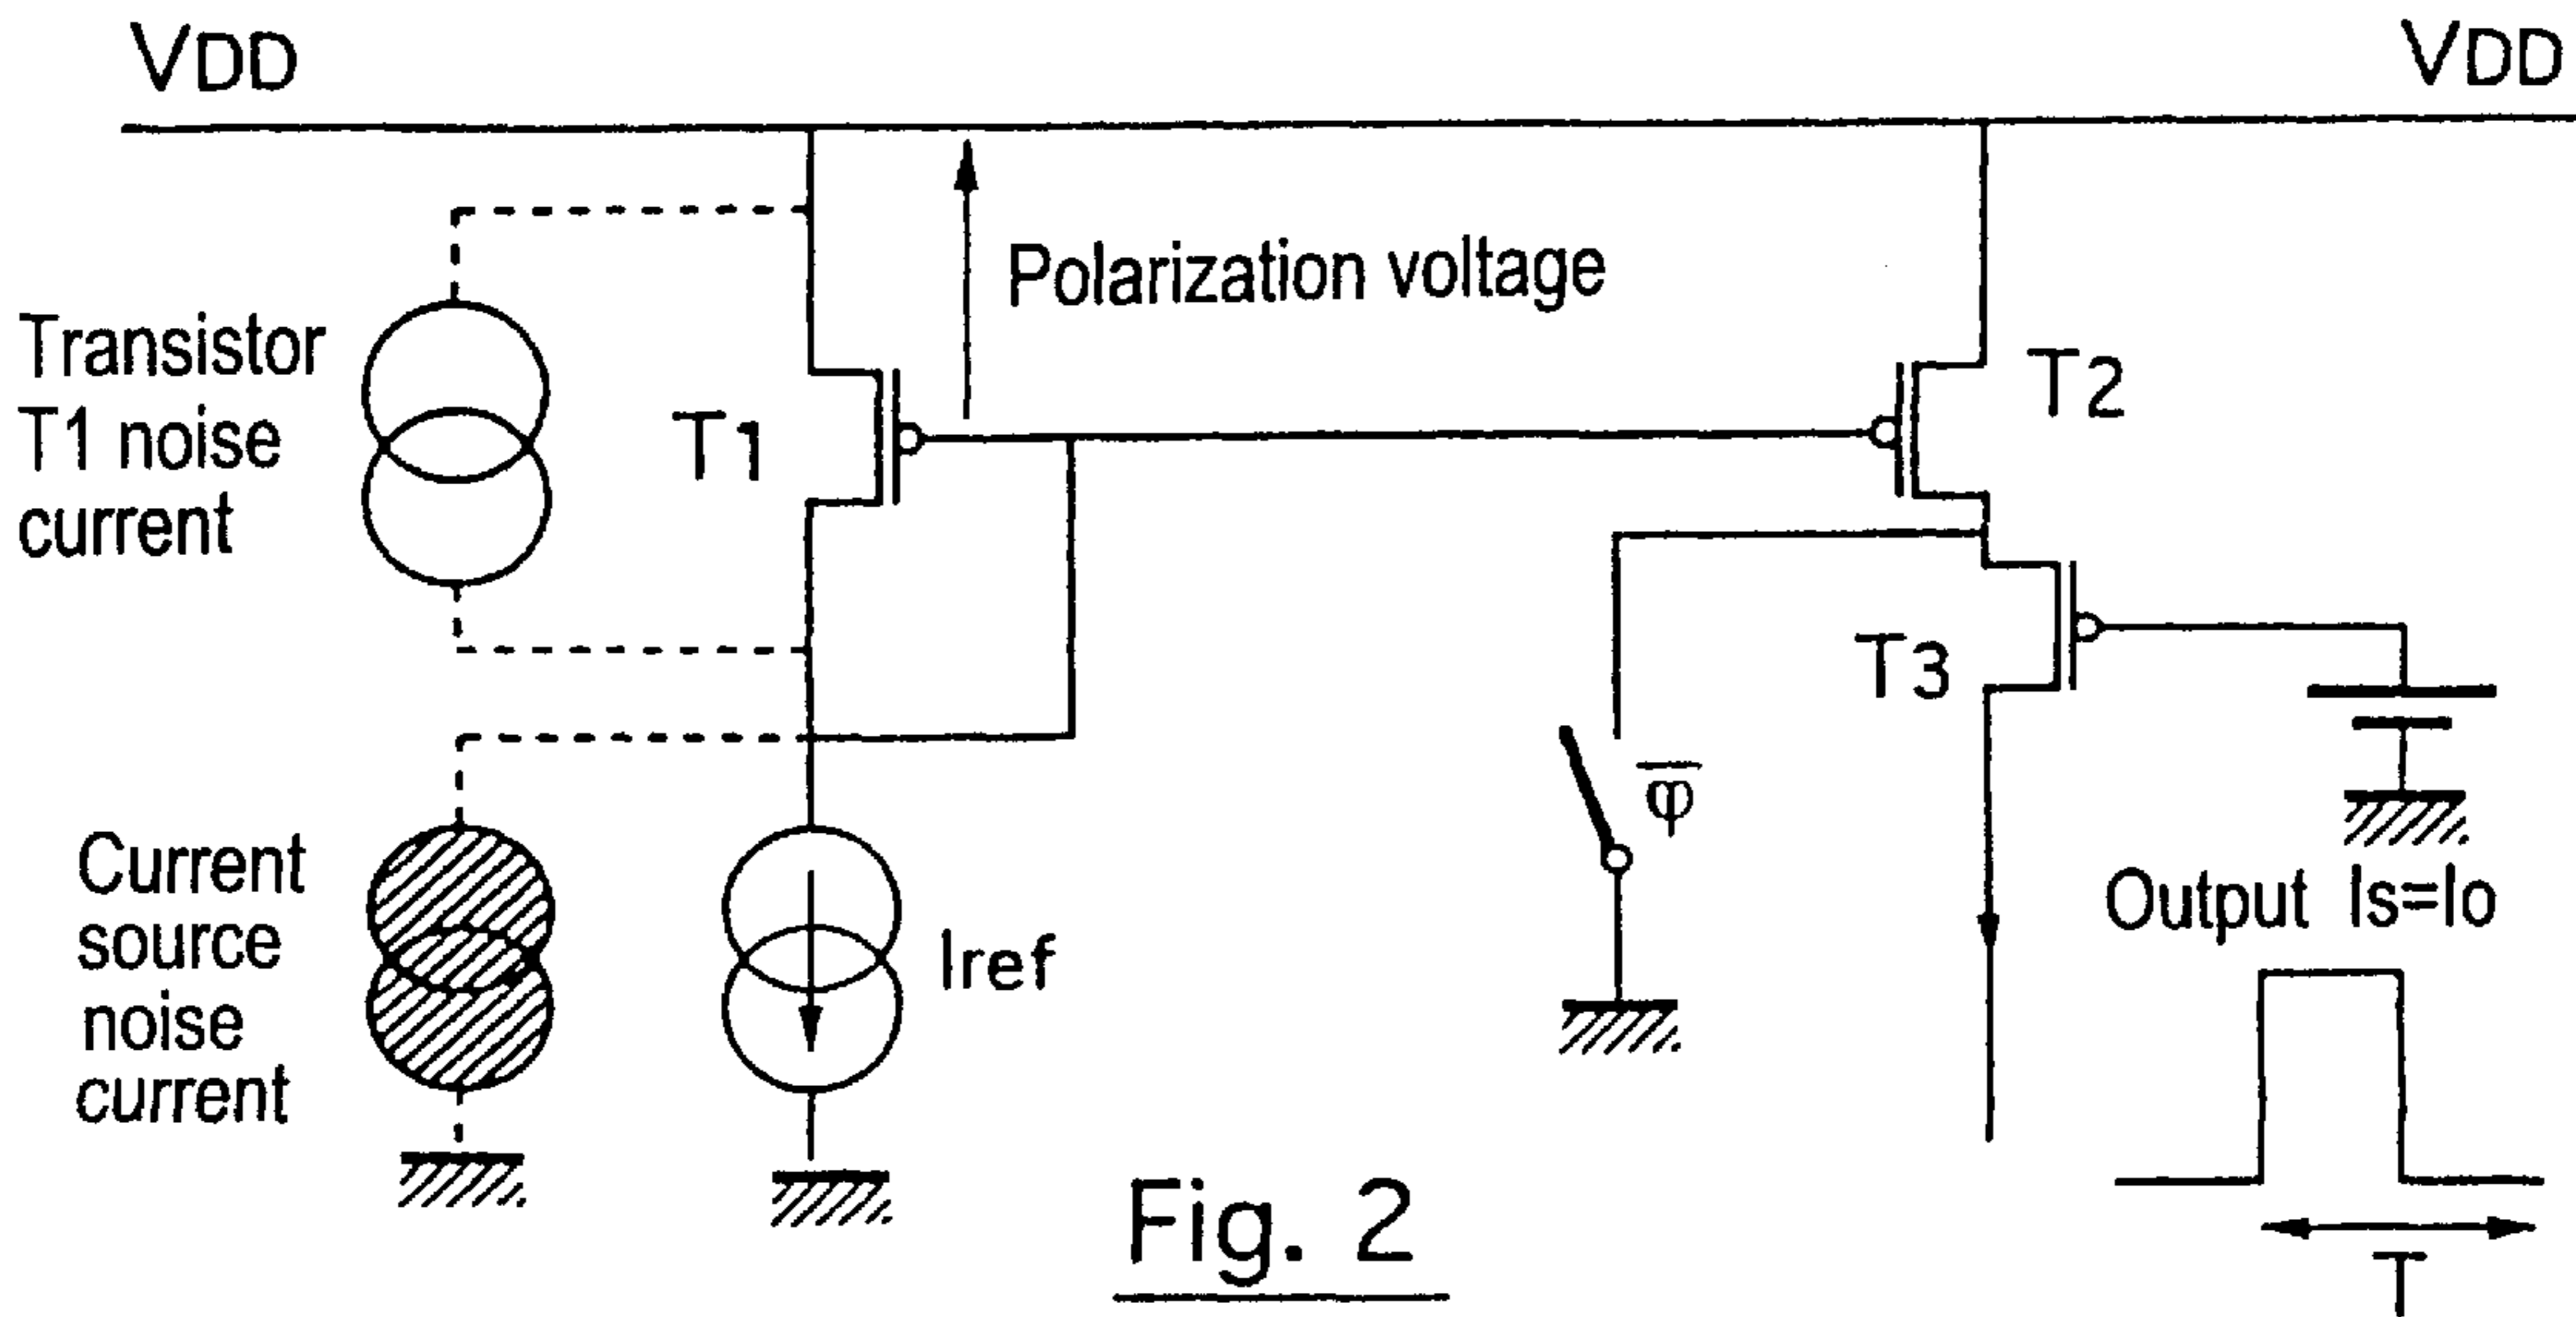 VDD
VDD
Polarization voltage
Transistor
T1 noise
current
T1
T2
T3
φ̅
Current
source
noise
current
Iref
Output Is=Io
T
Fig. 2